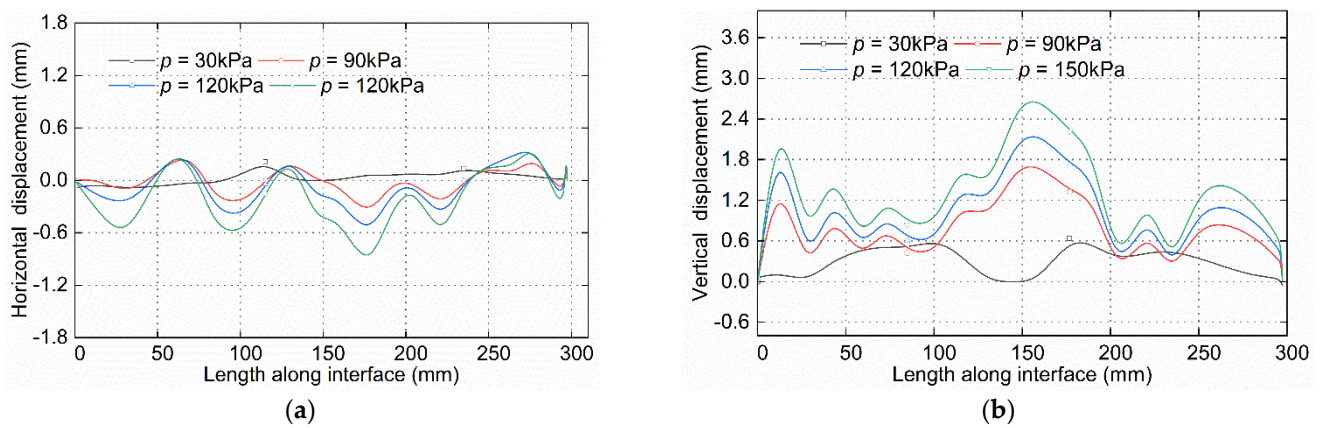 1.8
p = 30kPa p = 90kPa
1.2
p = 120kPa p = 120kPa
0.6
0.0
-0.6
-1.2
-1.8
Horizontal displacement (mm)
0 50 100 150 200 250 300
Length along interface (mm)
(a)
3.6
p = 30kPa p = 90kPa
3.0
p = 120kPa p = 150kPa
2.4
1.8
1.2
0.6
0.0
-0.6
Vertical displacement (mm)
0 50 100 150 200 250 300
Length along interface (mm)
(b)